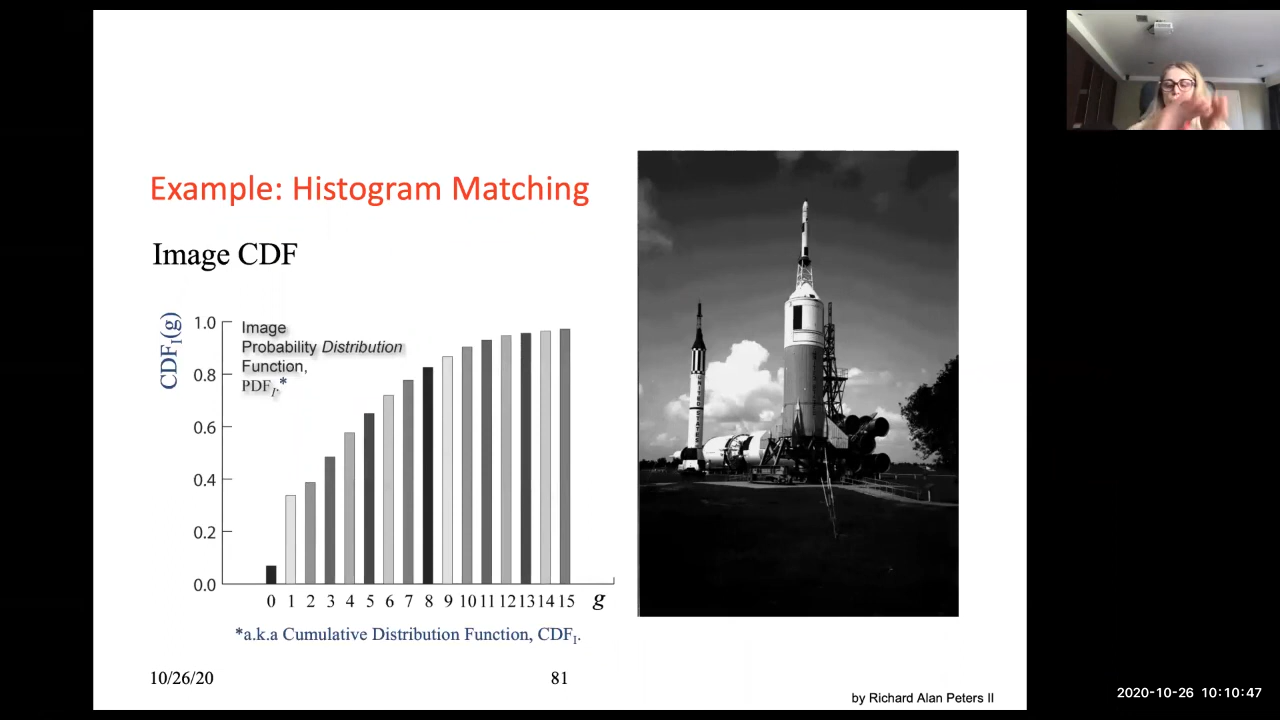 Example: Histogram Matching
Image CDF
CDF_I(g)
Image
Probability Distribution
Function,
PDF_I.*
1.0
0.8
0.6
0.4
0.2
0.0
0 1 2 3 4 5 6 7 8 9 10 11 12 13 14 15 g
*a.k.a Cumulative Distribution Function, CDF_I.
10/26/20
81
by Richard Alan Peters II
2020-10-26 10:10:47